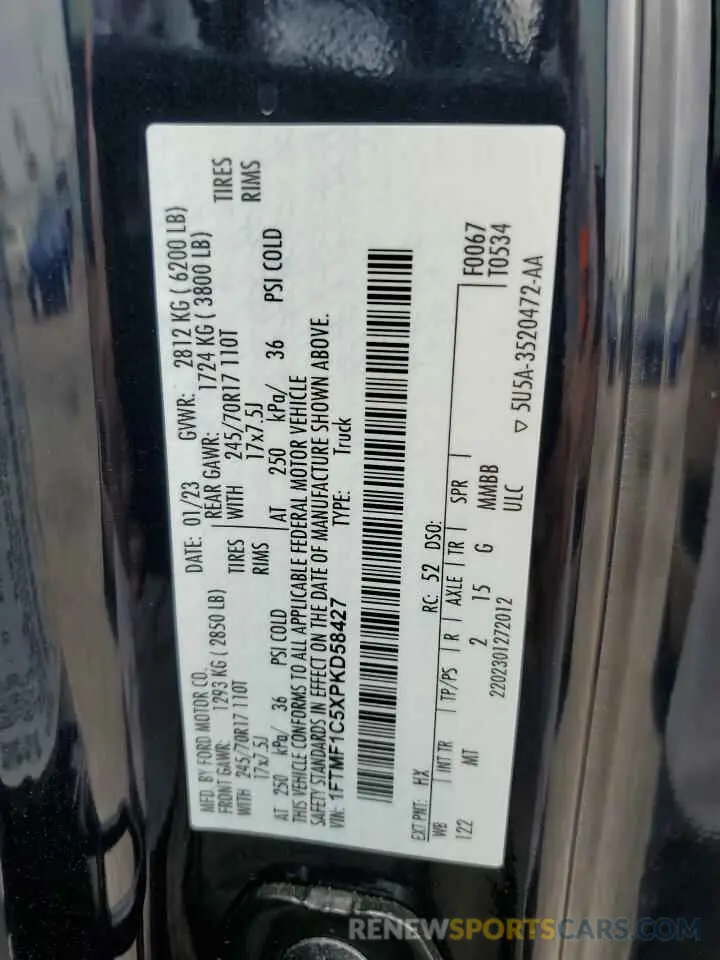 MFD. BY FORD MOTOR CO. DATE: 01/23 GVWR: 2812 KG ( 6200 LB)
FRONT GAWR: 1293 KG ( 2850 LB) REAR GAWR: 1724 KG ( 3800 LB)
WITH 245/70R17 110T TIRES WITH 245/70R17 110T TIRES
17x7.5J RIMS 17x7.5J RIMS
AT 250 kPa/ 36 PSI COLD AT 250 kPa/ 36 PSI COLD
THIS VEHICLE CONFORMS TO ALL APPLICABLE FEDERAL MOTOR VEHICLE
SAFETY STANDARDS IN EFFECT ON THE DATE OF MANUFACTURE SHOWN ABOVE.
VIN: 1FTMF1C5XPKD58427 TYPE: Truck
EXT PNT: HX RC: 52 DSO:
WB INT TR TP/PS R AXLE TR SPR F0067
122 MT 2 15 G MMBB T0534
2202301272012 ULC ▽ 5U5A-3520472-AA
RENEWSPORTSCARS.COM